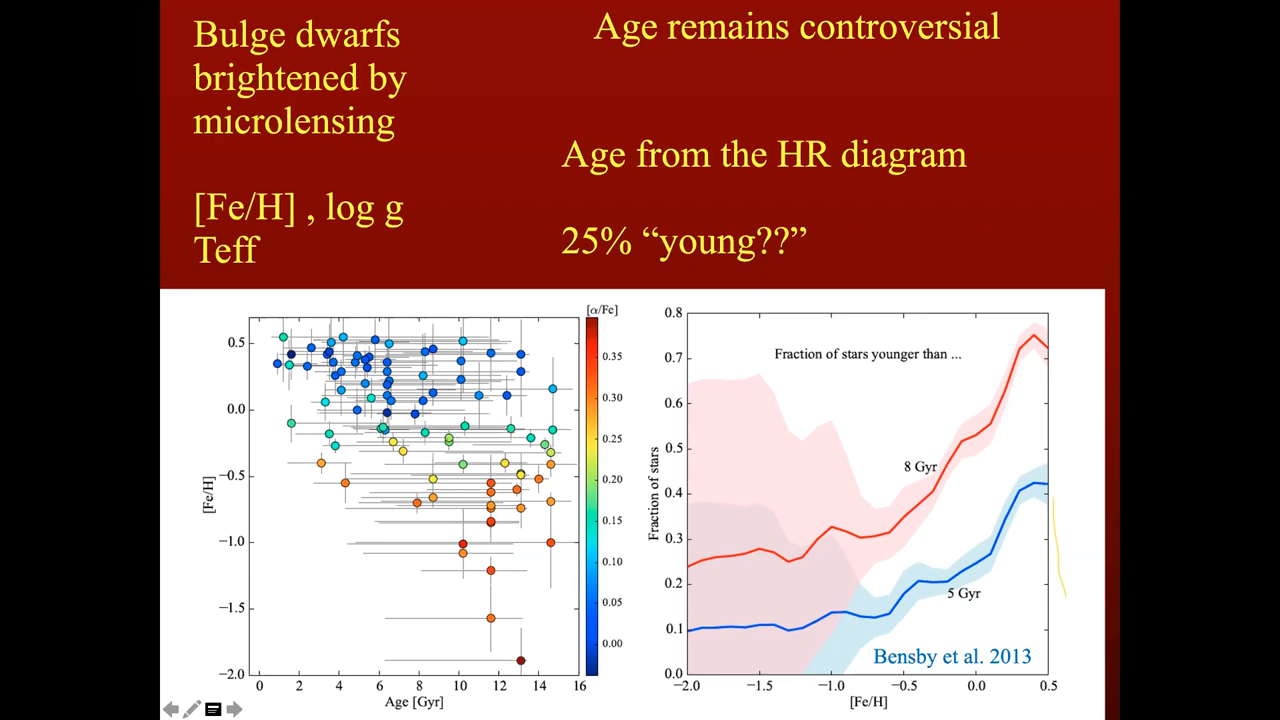 Bulge dwarfs
brightened by
microlensing
[Fe/H] , log g
Teff
Age remains controversial
Age from the HR diagram
25% “young??”
[α/Fe]
0.5
0.0
−0.5
−1.0
−1.5
−2.0
[Fe/H]
0 2 4 6 8 10 12 14 16
Age [Gyr]
0.35
0.30
0.25
0.20
0.15
0.10
0.05
0.00
0.8
0.7
0.6
0.5
0.4
0.3
0.2
0.1
0.0
Fraction of stars
Fraction of stars younger than ...
8 Gyr
5 Gyr
Bensby et al. 2013
−2.0 −1.5 −1.0 −0.5 0.0 0.5
[Fe/H]